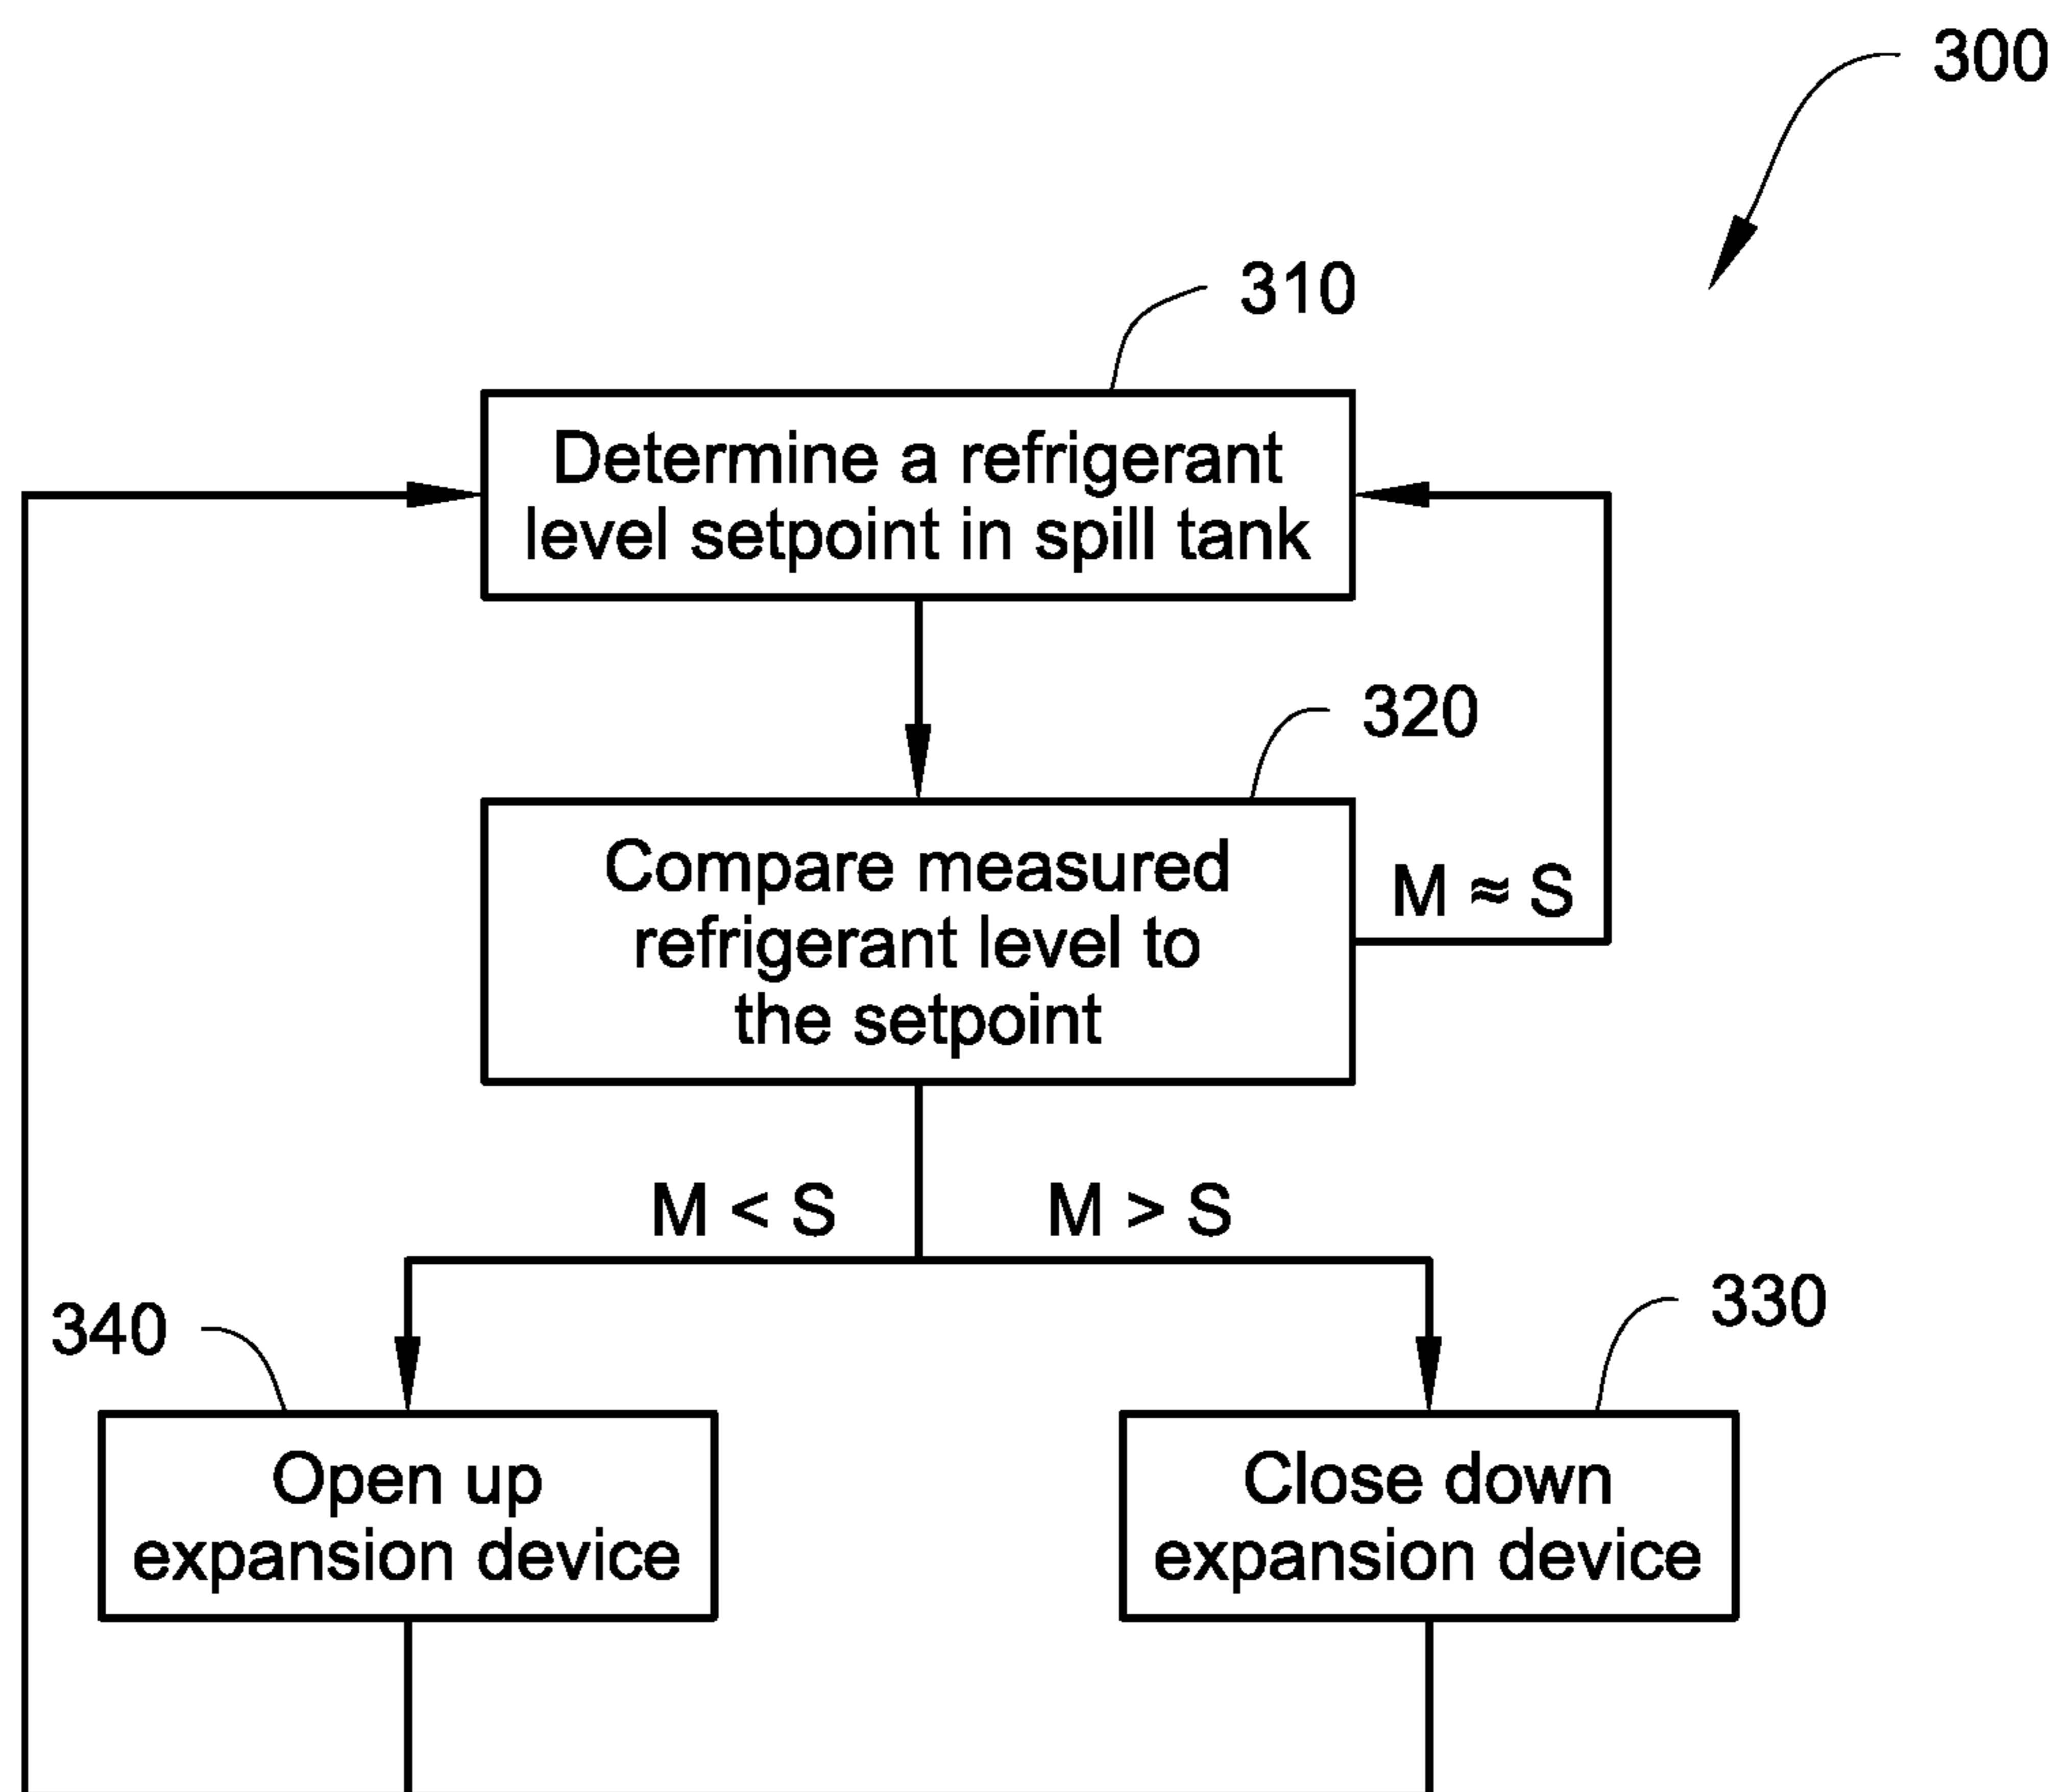 300
310
Determine a refrigerant
level setpoint in spill tank
320
Compare measured
refrigerant level to
the setpoint
M ≈ S
M < S
M > S
340
330
Open up
expansion device
Close down
expansion device